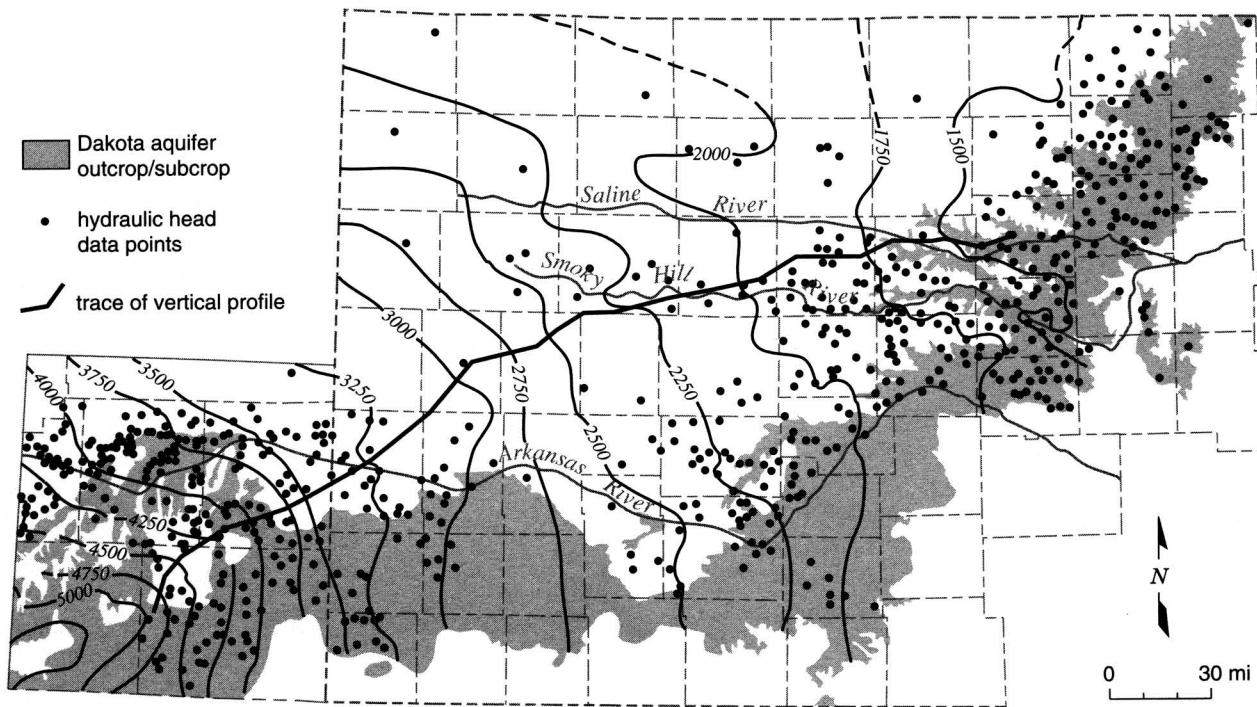 Dakota aquifer
outcrop/subcrop
hydraulic head
data points
trace of vertical profile
2000
1750
1500
Saline River
Smoky Hill River
3000
2750
2250
2500
Arkansas River
4000
3750
3500
3250
4250
4500
4750
5000
N
0 30 mi